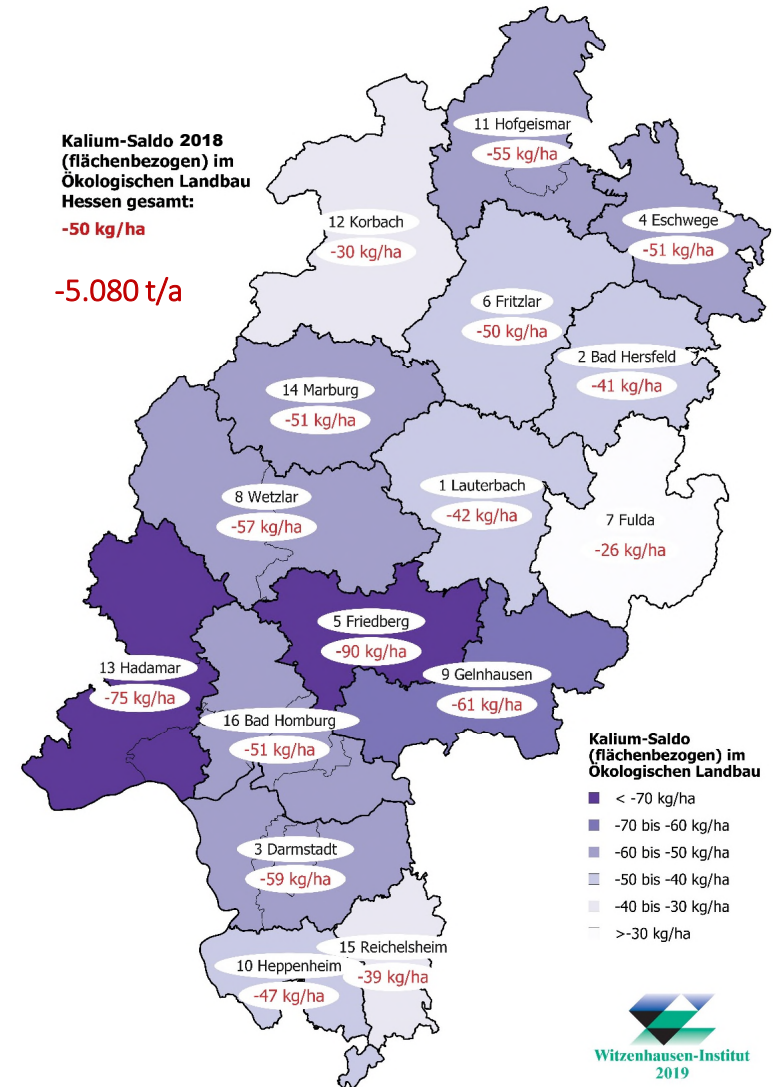 Kalium-Saldo 2018
(flächenbezogen) im
Ökologischen Landbau
Hessen gesamt:
-50 kg/ha
-5.080 t/a
11 Hofgeismar
-55 kg/ha
12 Korbach
-30 kg/ha
4 Eschwege
-51 kg/ha
6 Fritzlar
-50 kg/ha
2 Bad Hersfeld
-41 kg/ha
14 Marburg
-51 kg/ha
1 Lauterbach
-42 kg/ha
8 Wetzlar
-57 kg/ha
7 Fulda
-26 kg/ha
5 Friedberg
-90 kg/ha
13 Hadamar
-75 kg/ha
9 Gelnhausen
-61 kg/ha
16 Bad Homburg
-51 kg/ha
3 Darmstadt
-59 kg/ha
15 Reichelsheim
-39 kg/ha
10 Heppenheim
-47 kg/ha
Kalium-Saldo
(flächenbezogen) im
Ökologischen Landbau
< -70 kg/ha
-70 bis -60 kg/ha
-60 bis -50 kg/ha
-50 bis -40 kg/ha
-40 bis -30 kg/ha
>-30 kg/ha
Witzenhausen-Institut
2019